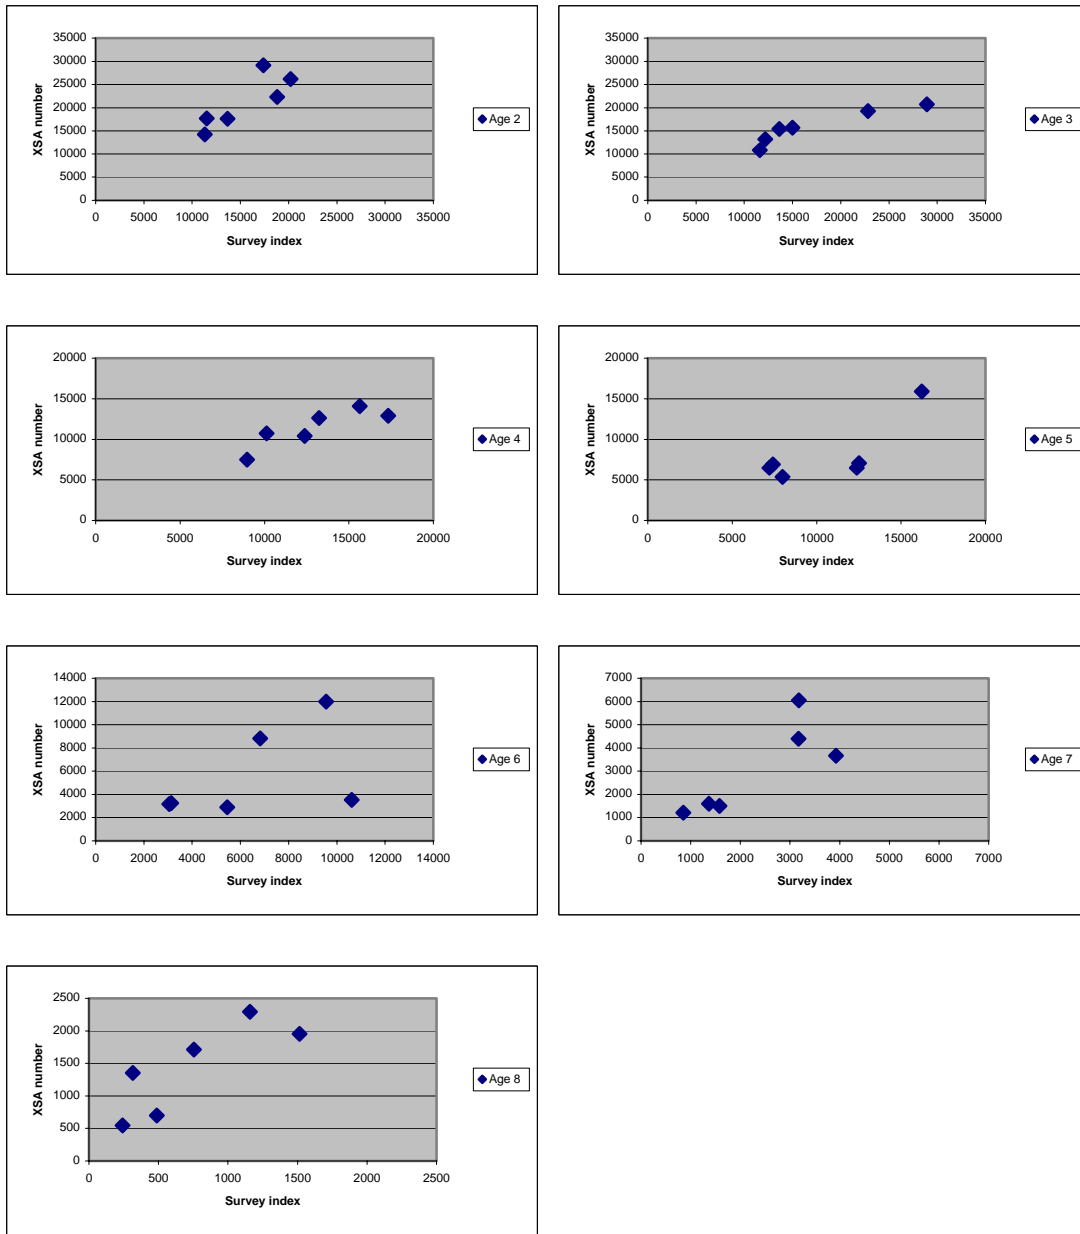 35000
30000
25000
20000
15000
10000
5000
0
XSA number
0 5000 10000 15000 20000 25000 30000 35000
Survey index
Age 2
35000
30000
25000
20000
15000
10000
5000
0
XSA number
0 5000 10000 15000 20000 25000 30000 35000
Survey index
Age 3
20000
15000
10000
5000
0
XSA number
0 5000 10000 15000 20000
Survey index
Age 4
20000
15000
10000
5000
0
XSA number
0 5000 10000 15000 20000
Survey index
Age 5
14000
12000
10000
8000
6000
4000
2000
0
XSA number
0 2000 4000 6000 8000 10000 12000 14000
Survey index
Age 6
7000
6000
5000
4000
3000
2000
1000
0
XSA number
0 1000 2000 3000 4000 5000 6000 7000
Survey index
Age 7
2500
2000
1500
1000
500
0
XSA number
0 500 1000 1500 2000 2500
Survey index
Age 8